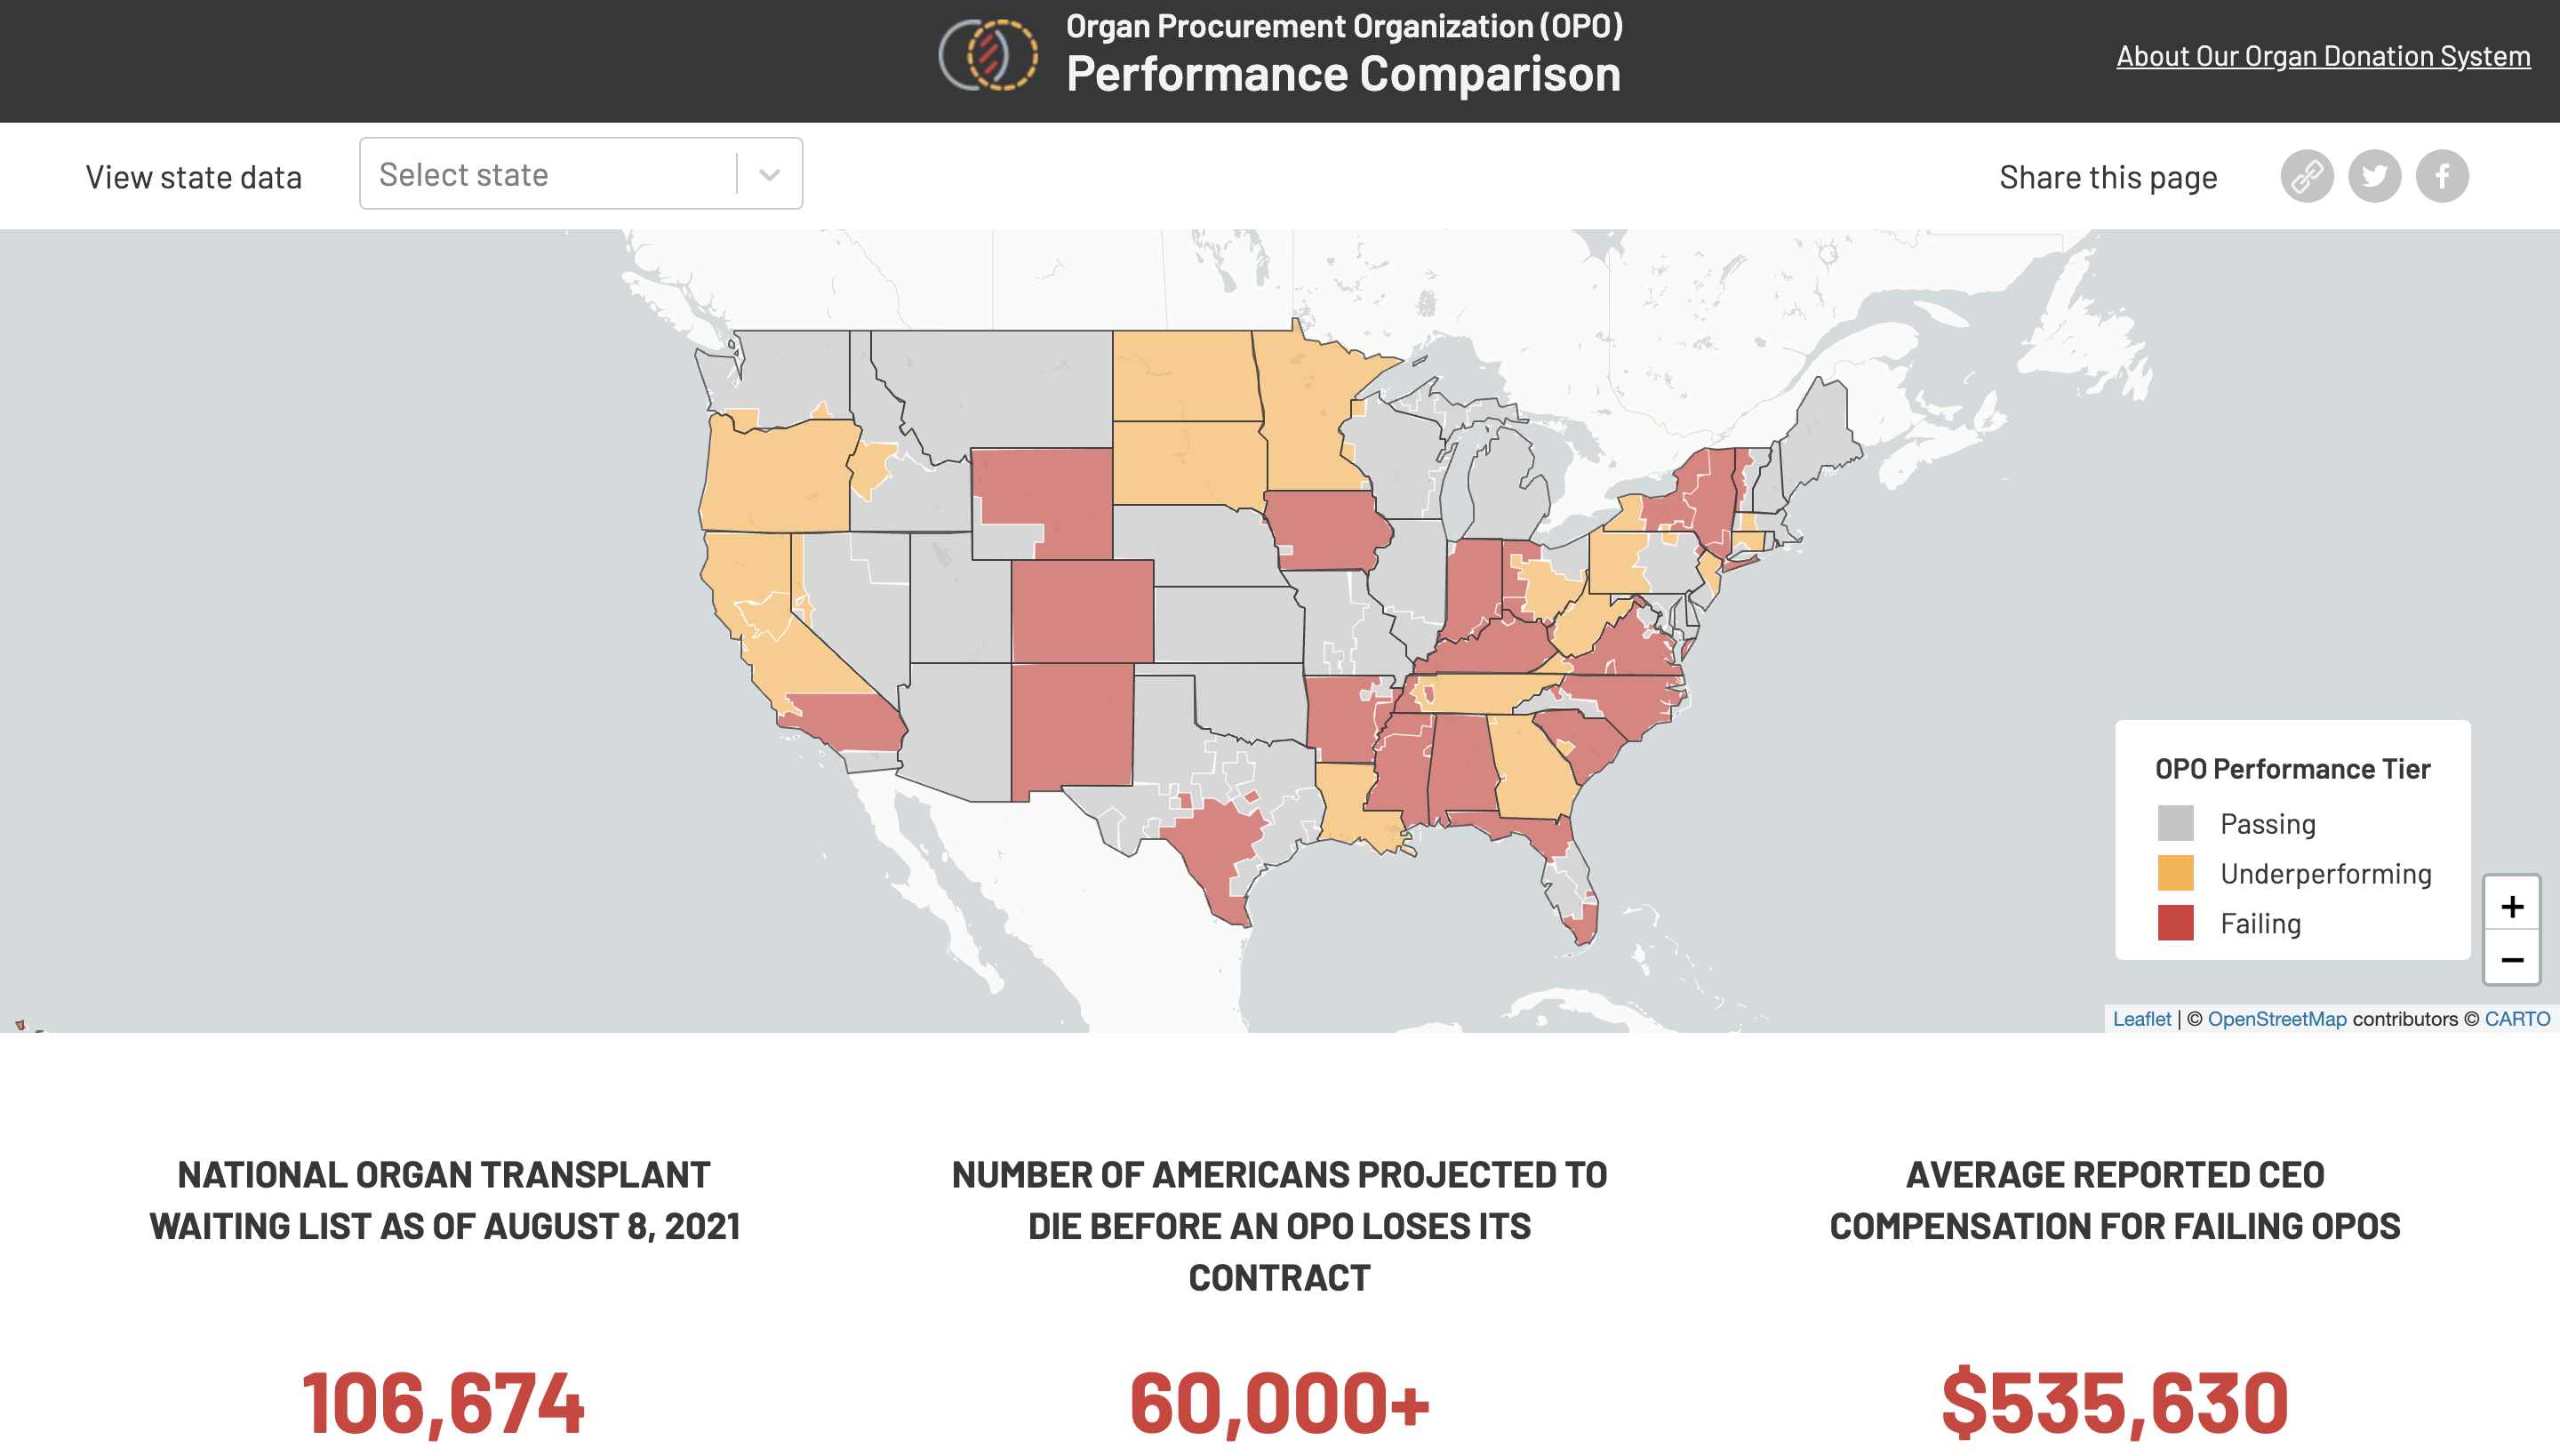 Organ Procurement Organization (OPO)
Performance Comparison
About Our Organ Donation System
View state data
Select state
Share this page
OPO Performance Tier
Passing
Underperforming
Failing
+
−
Leaflet | © OpenStreetMap contributors © CARTO
NATIONAL ORGAN TRANSPLANT
WAITING LIST AS OF AUGUST 8, 2021
106,674
NUMBER OF AMERICANS PROJECTED TO
DIE BEFORE AN OPO LOSES ITS
CONTRACT
60,000+
AVERAGE REPORTED CEO
COMPENSATION FOR FAILING OPOS
$535,630